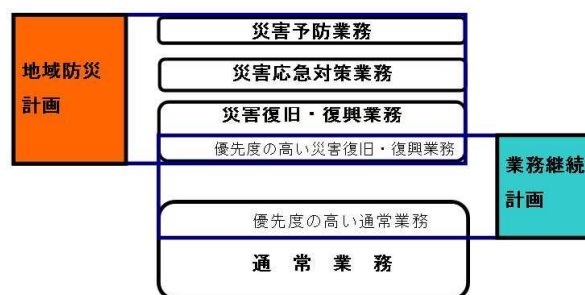 地域防災
計画
災害予防業務
災害応急対策業務
災害復旧・復興業務
優先度の高い災害復旧・復興業務
業務継続
計画
優先度の高い通常業務
通 常 業 務